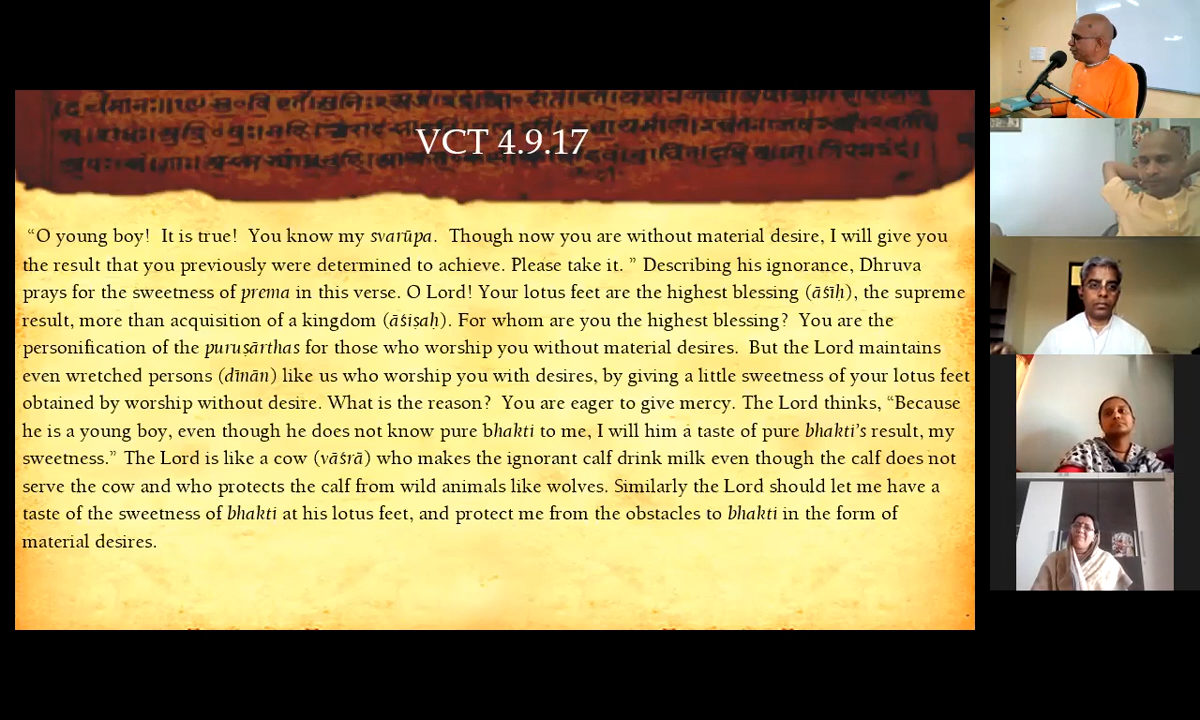 VCT 4.9.17
“O young boy!  It is true!  You know my svarūpa.  Though now you are without material desire, I will give you
the result that you previously were determined to achieve. Please take it. ” Describing his ignorance, Dhruva
prays for the sweetness of prema in this verse. O Lord! Your lotus feet are the highest blessing (āśīḥ), the supreme
result, more than acquisition of a kingdom (āśiṣaḥ). For whom are you the highest blessing?  You are the
personification of the puruṣārthas for those who worship you without material desires.  But the Lord maintains
even wretched persons (dīnān) like us who worship you with desires, by giving a little sweetness of your lotus feet
obtained by worship without desire. What is the reason?  You are eager to give mercy. The Lord thinks, “Because
he is a young boy, even though he does not know pure bhakti to me, I will him a taste of pure bhakti’s result, my
sweetness.” The Lord is like a cow (vāśrā) who makes the ignorant calf drink milk even though the calf does not
serve the cow and who protects the calf from wild animals like wolves. Similarly the Lord should let me have a
taste of the sweetness of bhakti at his lotus feet, and protect me from the obstacles to bhakti in the form of
material desires.